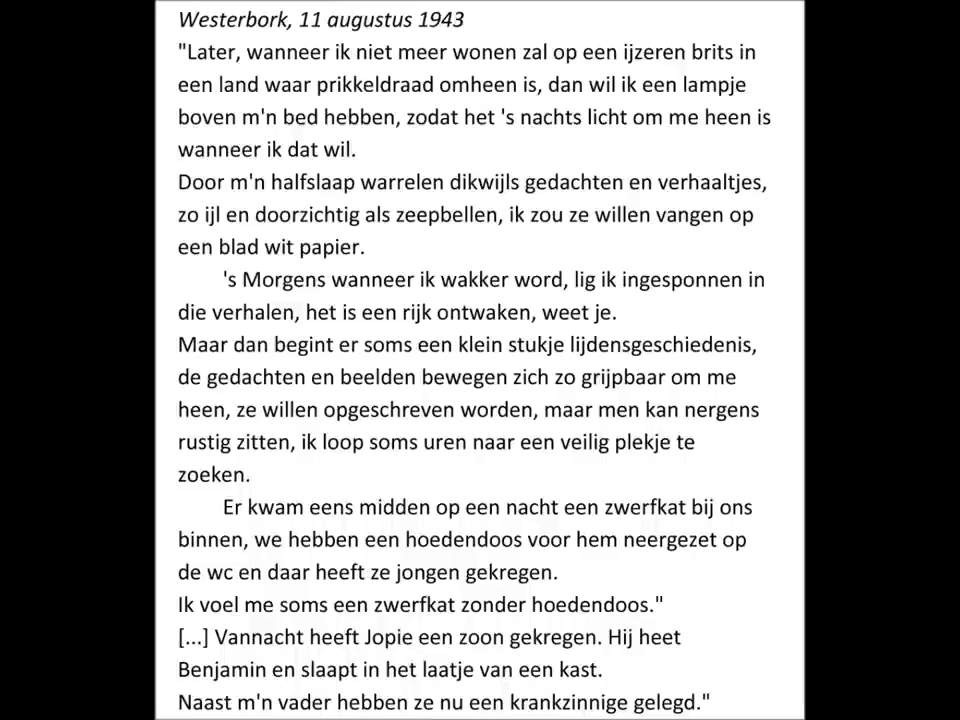 Westerbork, 11 augustus 1943
"Later, wanneer ik niet meer wonen zal op een ijzeren brits in
een land waar prikkeldraad omheen is, dan wil ik een lampje
boven m'n bed hebben, zodat het 's nachts licht om me heen is
wanneer ik dat wil.
Door m'n halfslaap warrelen dikwijls gedachten en verhaaltjes,
zo ijl en doorzichtig als zeepbellen, ik zou ze willen vangen op
een blad wit papier.
's Morgens wanneer ik wakker word, lig ik ingesponnen in
die verhalen, het is een rijk ontwaken, weet je.
Maar dan begint er soms een klein stukje lijdensgeschiedenis,
de gedachten en beelden bewegen zich zo grijpbaar om me
heen, ze willen opgeschreven worden, maar men kan nergens
rustig zitten, ik loop soms uren naar een veilig plekje te
zoeken.
Er kwam eens midden op een nacht een zwerfkat bij ons
binnen, we hebben een hoedendoos voor hem neergezet op
de wc en daar heeft ze jongen gekregen.
Ik voel me soms een zwerfkat zonder hoedendoos."
[...] Vannacht heeft Jopie een zoon gekregen. Hij heet
Benjamin en slaapt in het laatje van een kast.
Naast m'n vader hebben ze nu een krankzinnige gelegd."